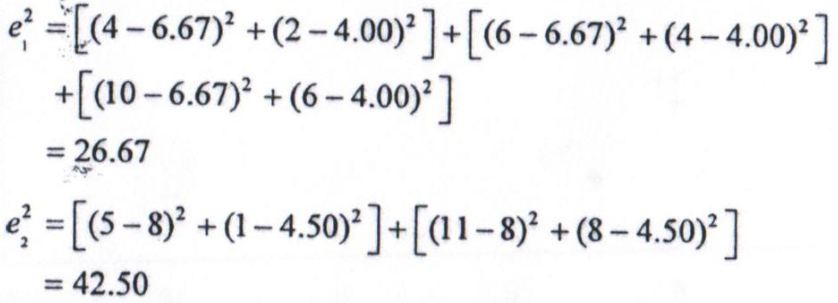 e₁² = [(4 – 6.67)² + (2 – 4.00)²] + [(6 – 6.67)² + (4 – 4.00)²]
+ [(10 – 6.67)² + (6 – 4.00)²]
= 26.67
e₂² = [(5 – 8)² + (1 – 4.50)²] + [(11 – 8)² + (8 – 4.50)²]
= 42.50